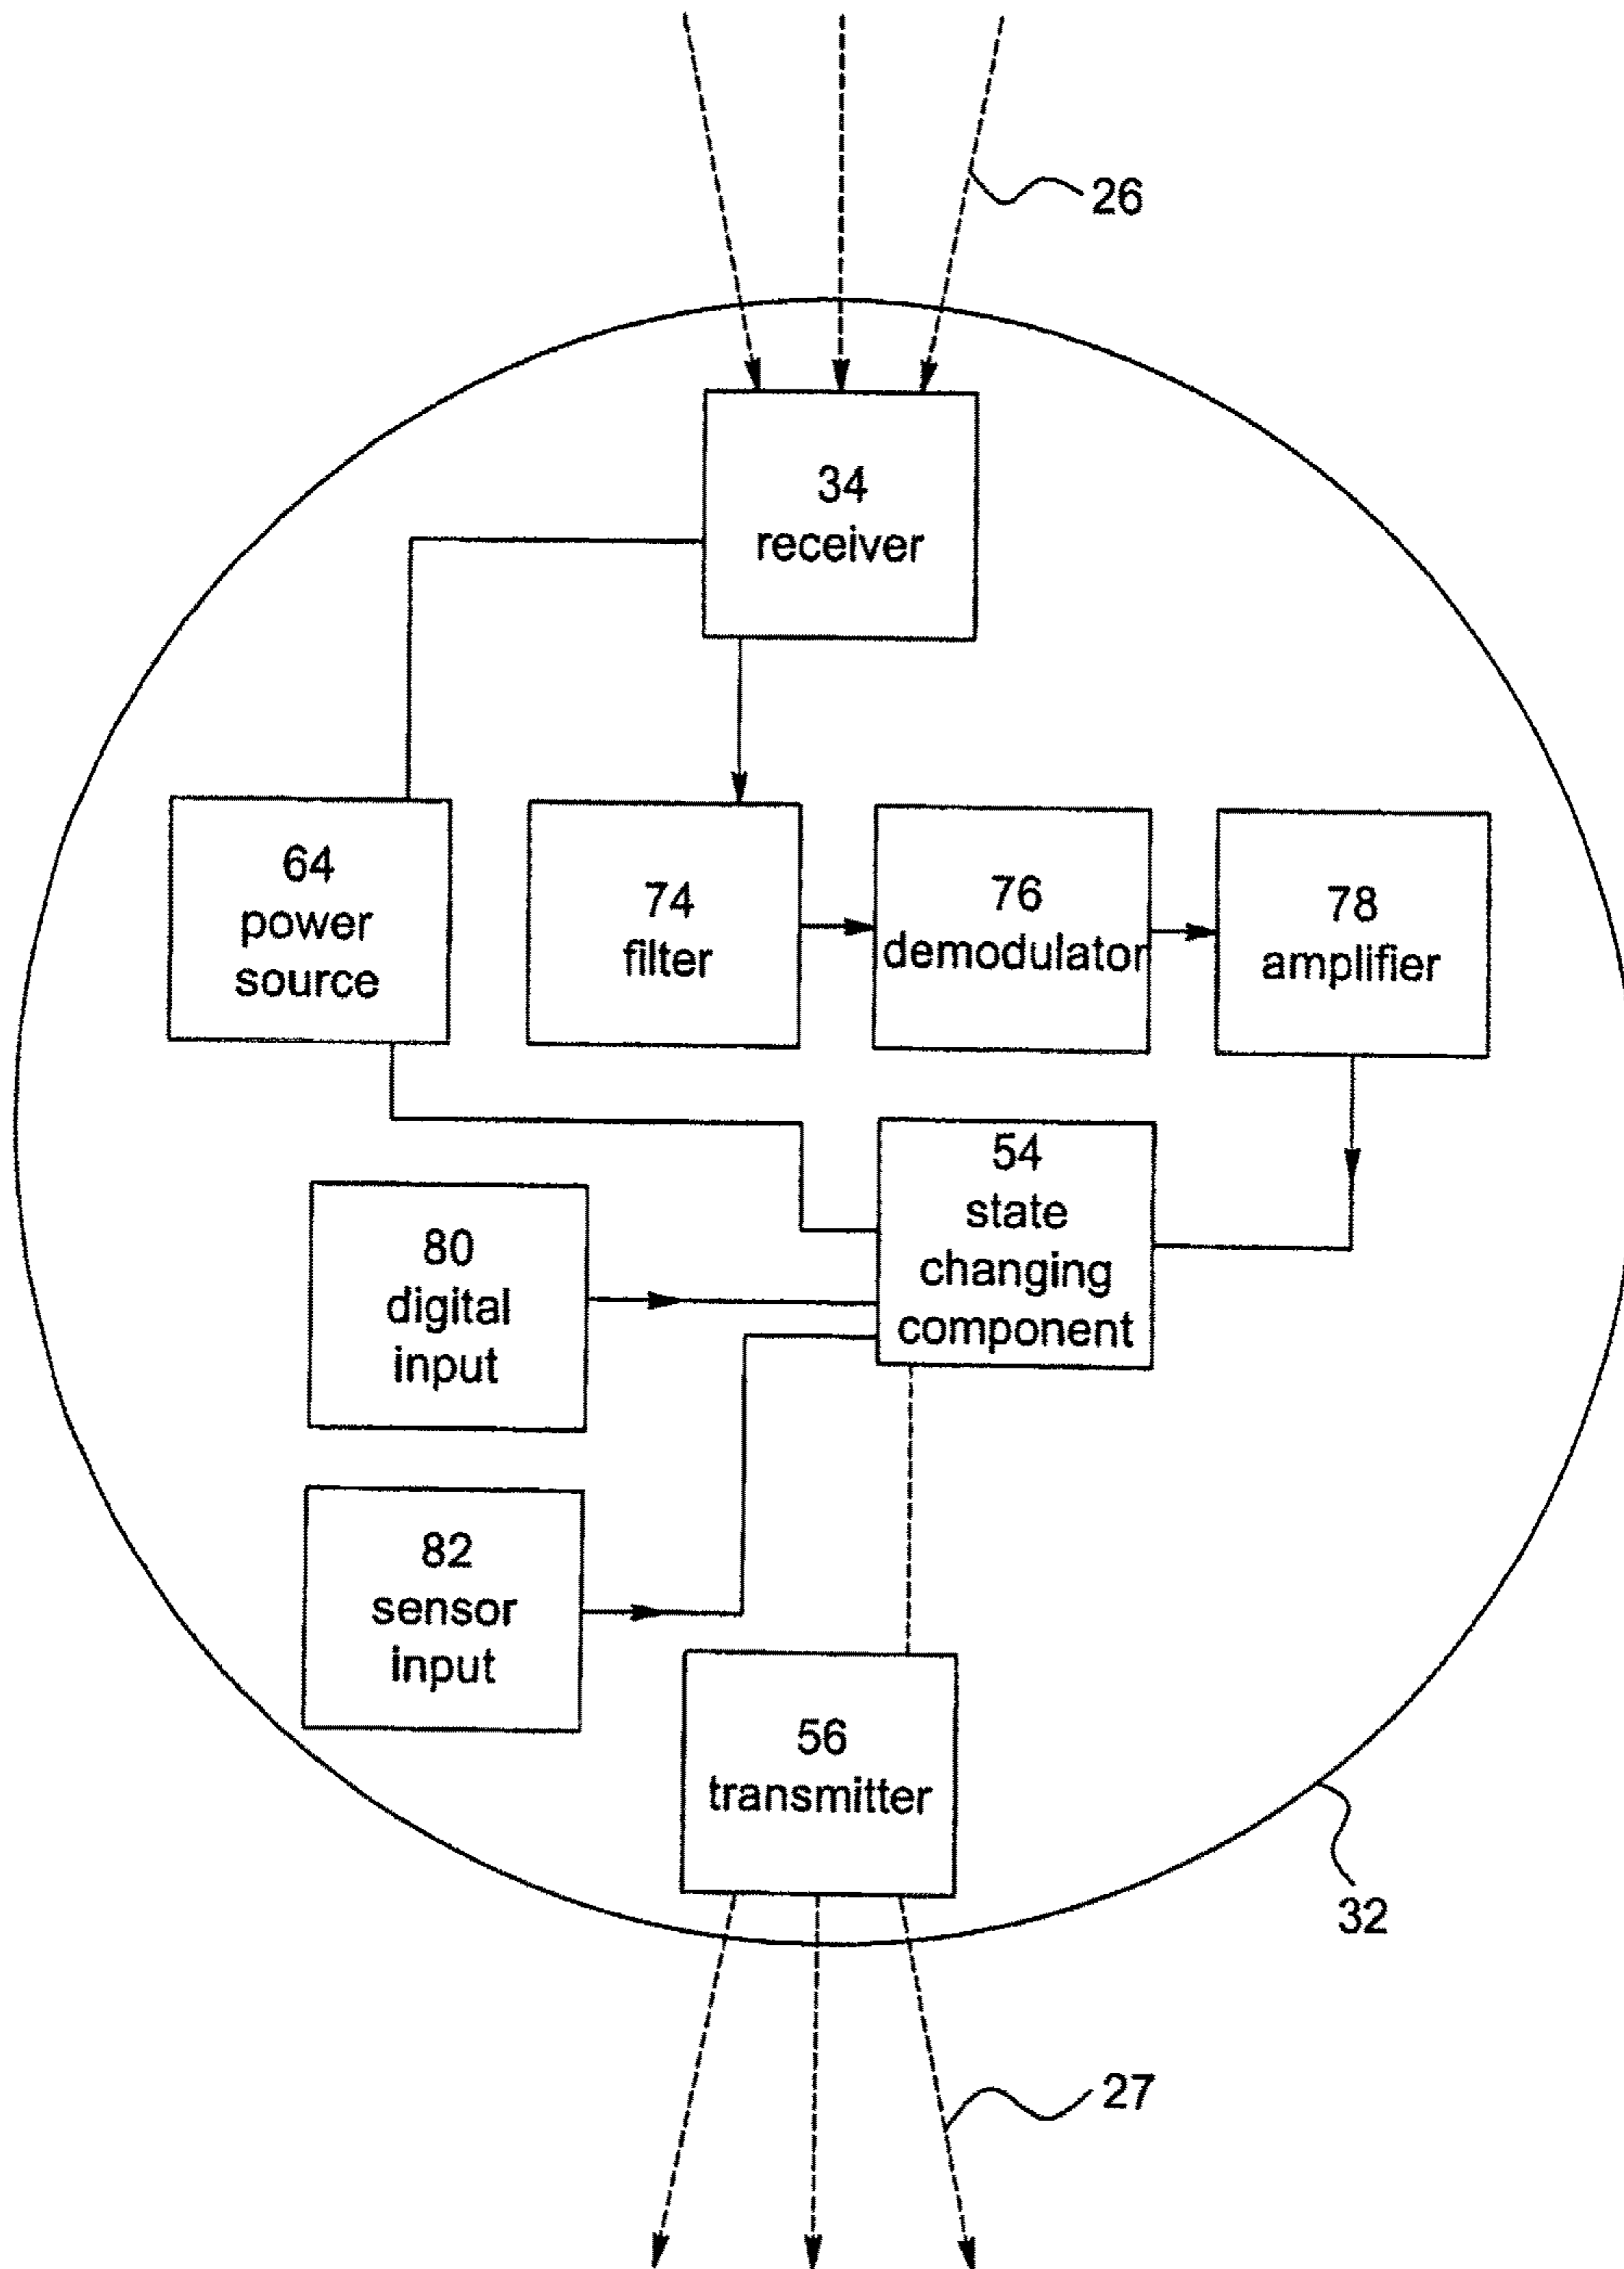 26
34
receiver
64
power
source
74
filter
76
demodulator
78
amplifier
54
state
changing
component
80
digital
input
82
sensor
input
56
transmitter
32
27